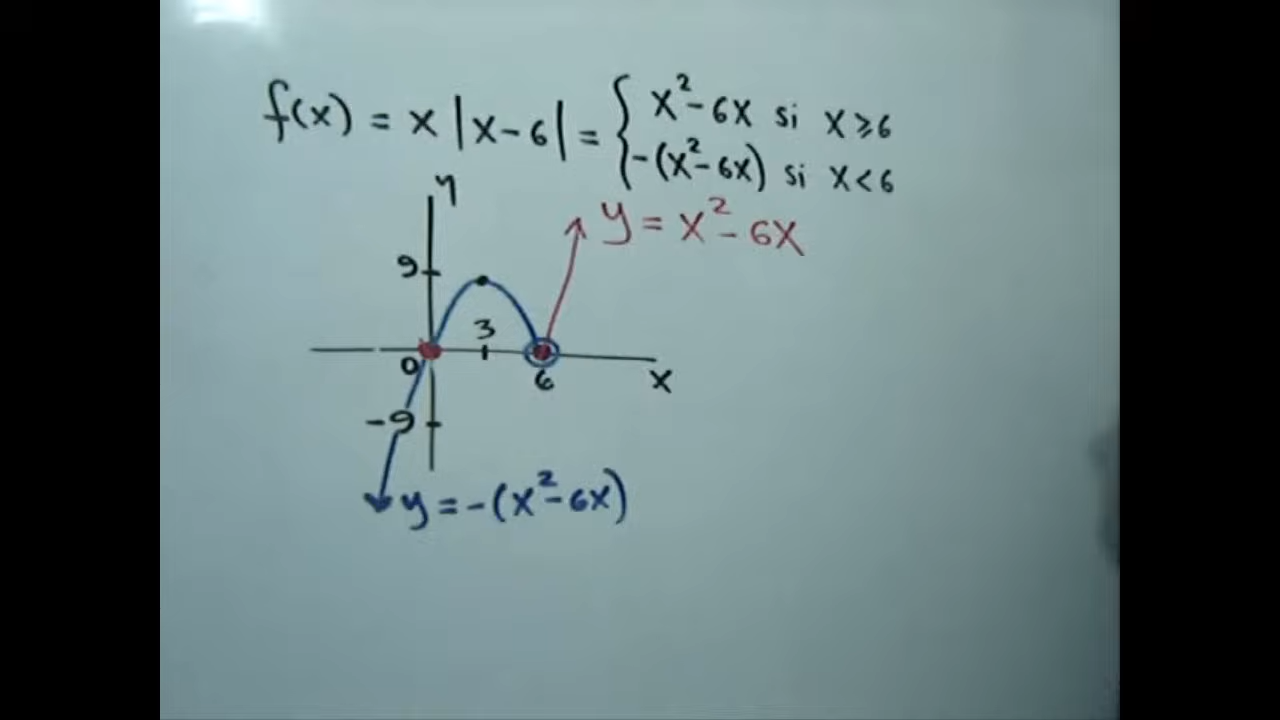 f(x) = x |x-6| = { x²-6x si x≥6
-(x²-6x) si x<6
y
y = x²-6x
9
3
0
6
x
-9
y = -(x²-6x)